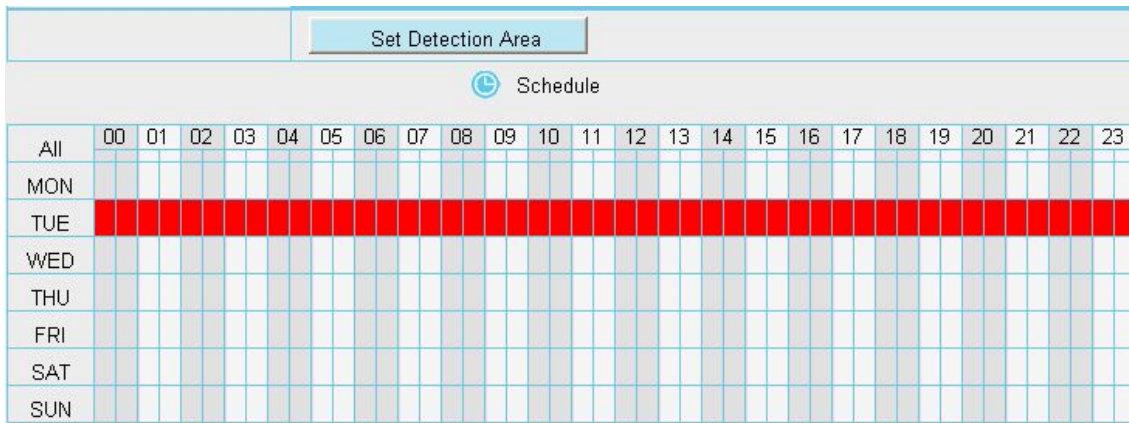 Set Detection Area
Schedule
All 00 01 02 03 04 05 06 07 08 09 10 11 12 13 14 15 16 17 18 19 20 21 22 23
MON
TUE
WED
THU
FRI
SAT
SUN